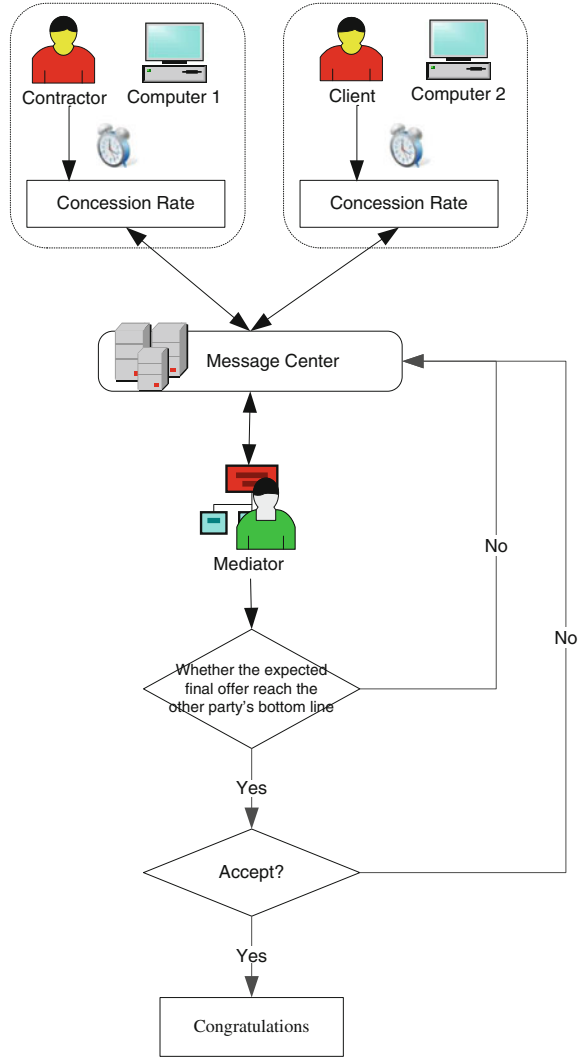 Contractor
Computer 1
Client
Computer 2
Concession Rate
Concession Rate
Message Center
Mediator
No
No
Whether the expected
final offer reach the
other party's bottom line
Yes
Accept?
Yes
Congratulations